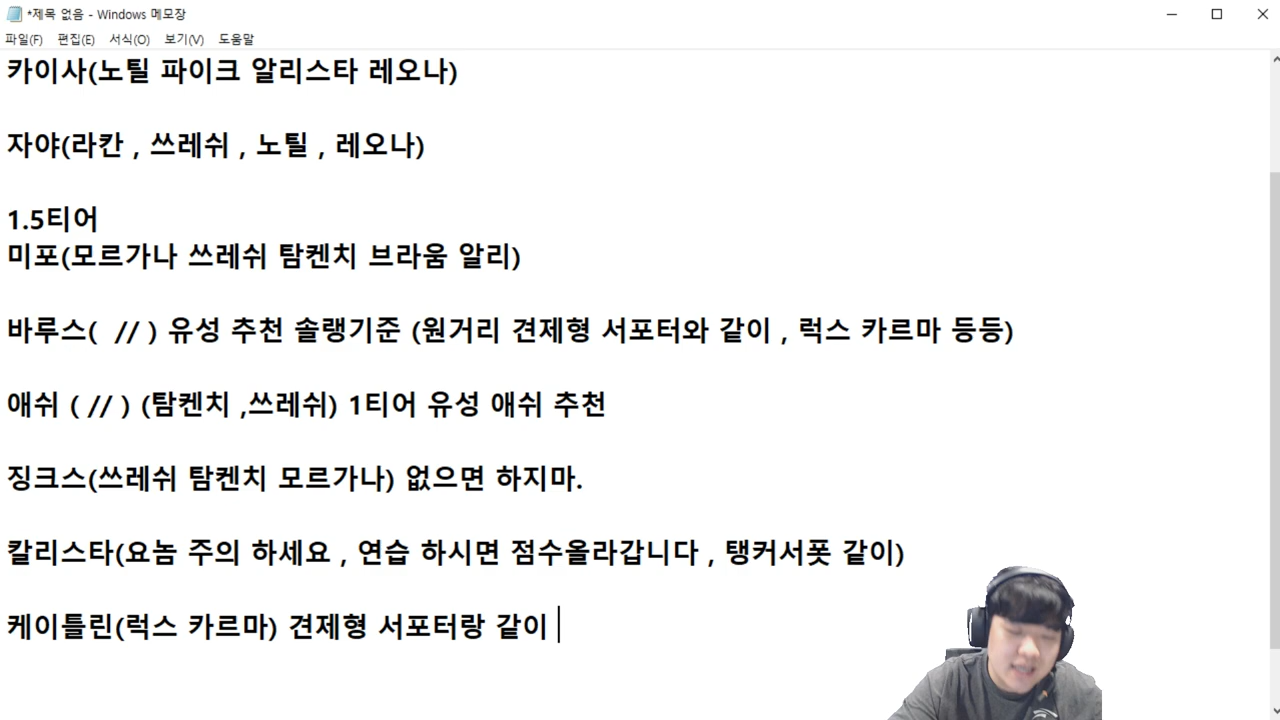 *제목 없음 - Windows 메모장
파일(F) 편집(E) 서식(O) 보기(V) 도움말
카이사(노틸 파이크 알리스타 레오나)
자야(라칸 , 쓰레쉬 , 노틸 , 레오나)
1.5티어
미포(모르가나 쓰레쉬 탐켄치 브라움 알리)
바루스(  // ) 유성 추천 솔랭기준 (원거리 견제형 서포터와 같이 , 럭스 카르마 등등)
애쉬 ( // ) (탐켄치 ,쓰레쉬) 1티어 유성 애쉬 추천
징크스(쓰레쉬 탐켄치 모르가나) 없으면 하지마.
칼리스타(요놈 주의 하세요 , 연습 하시면 점수올라갑니다 , 탱커서폿 같이)
케이틀린(럭스 카르마) 견제형 서포터랑 같이